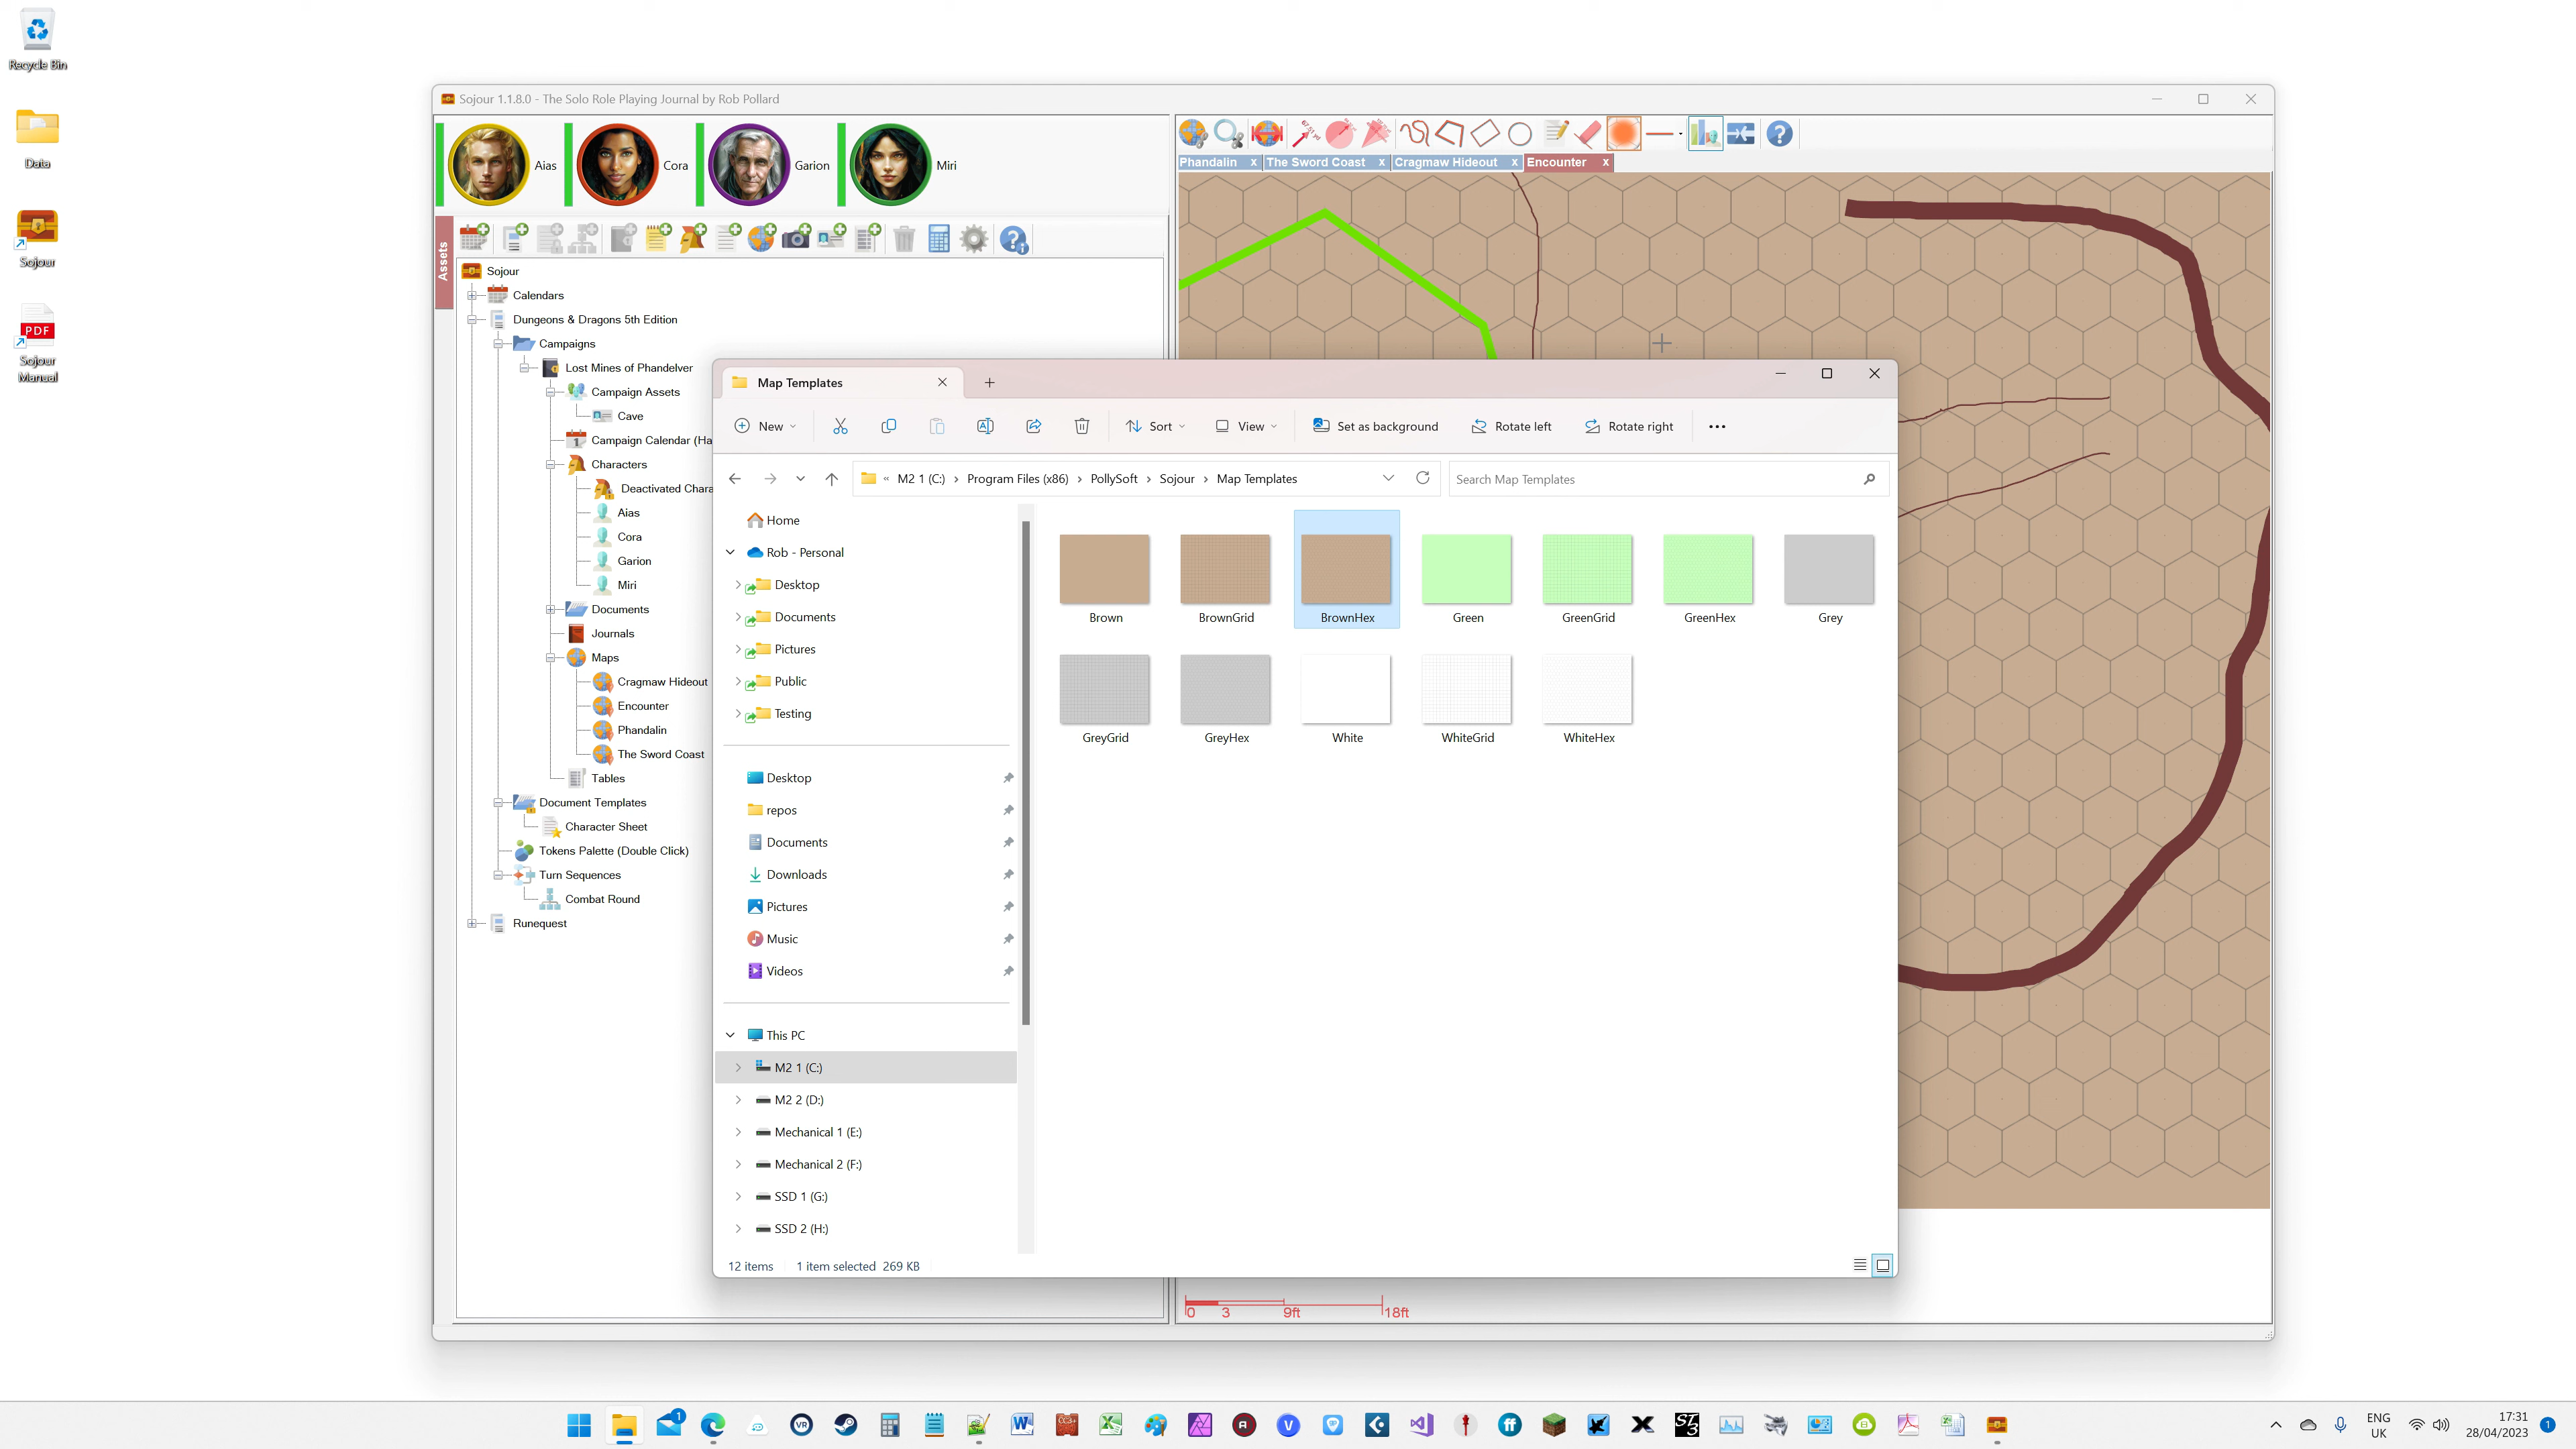 Recycle Bin
Data
Sojour
PDF
Sojour
Manual
Sojour 1.1.8.0 - The Solo Role Playing Journal by Rob Pollard
Aias
Cora
Garion
Miri
Assets
Sojour
Calendars
Dungeons & Dragons 5th Edition
Campaigns
Lost Mines of Phandelver
Campaign Assets
Cave
Campaign Calendar (Ha
Characters
Deactivated Chara
Aias
Cora
Garion
Miri
Documents
Journals
Maps
Cragmaw Hideout
Encounter
Phandalin
The Sword Coast
Tables
Document Templates
Character Sheet
Tokens Palette (Double Click)
Turn Sequences
Combat Round
Runequest
Phandalin x
The Sword Coast x
Cragmaw Hideout x
Encounter x
Map Templates
New
Sort
View
Set as background
Rotate left
Rotate right
« M2 1 (C:) › Program Files (x86) › PollySoft › Sojour › Map Templates
Search Map Templates
Home
Rob - Personal
Desktop
Documents
Pictures
Public
Testing
Desktop
repos
Documents
Downloads
Pictures
Music
Videos
This PC
M2 1 (C:)
M2 2 (D:)
Mechanical 1 (E:)
Mechanical 2 (F:)
SSD 1 (G:)
SSD 2 (H:)
Brown
BrownGrid
BrownHex
Green
GreenGrid
GreenHex
Grey
GreyGrid
GreyHex
White
WhiteGrid
WhiteHex
12 items
1 item selected 269 KB
0 3 9ft 18ft
1
VR
CC3+
ff
ST3
ENG
UK
17:31
28/04/2023
1